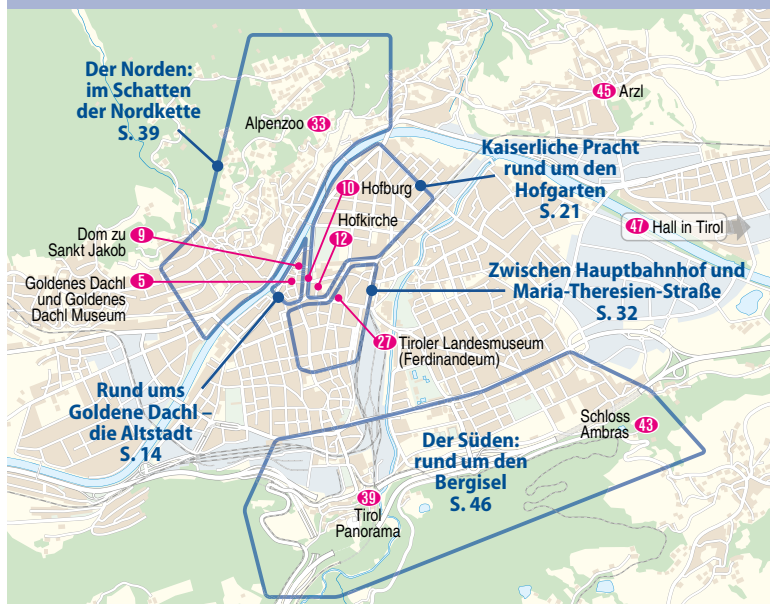 Der Norden:
im Schatten
der Nordkette
S. 39
45 Arzl
Alpenzoo 33
Kaiserliche Pracht
rund um den
Hofgarten
S. 21
10 Hofburg
Hofkirche
12
47 Hall in Tirol
Dom zu
Sankt Jakob
9
Goldenes Dachl
und Goldenes
Dachl Museum
5
Zwischen Hauptbahnhof und
Maria-Theresien-Straße
S. 32
27 Tiroler Landesmuseum
(Ferdinandeum)
Rund ums
Goldene Dachl –
die Altstadt
S. 14
Schloss
Ambras
43
Der Süden:
rund um den
Bergisel
S. 46
39
Tirol
Panorama